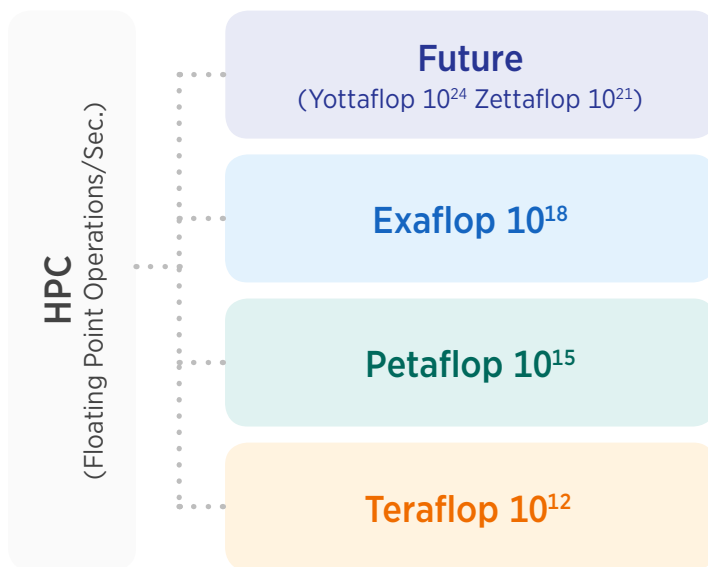 HPC
(Floating Point Operations/Sec.)
Future
(Yottaflop 10²⁴ Zettaflop 10²¹)
Exaflop 10¹⁸
Petaflop 10¹⁵
Teraflop 10¹²